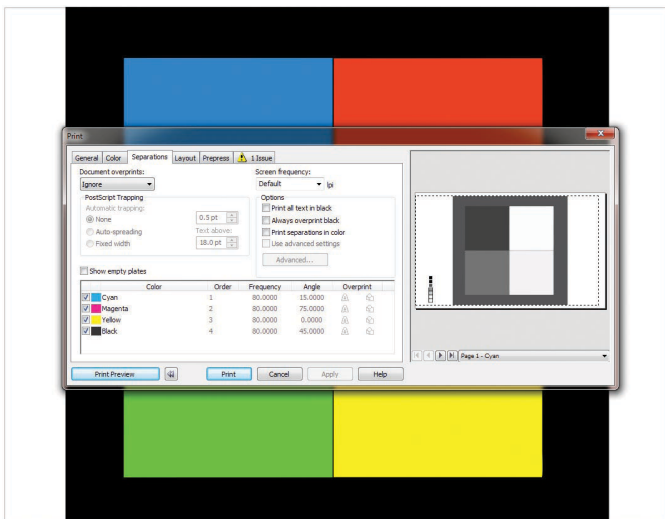 Print
General Color Separations Layout Prepress 1 Issue
Document overprints:
Ignore
Screen frequency:
Default lpi
PostScript Trapping
Automatic trapping:
None
0.5 pt
Auto-spreading
Text above:
Fixed width
18.0 pt
Options
Print all text in black
Always overprint black
Print separations in color
Use advanced settings
Advanced...
Show empty plates
Color Order Frequency Angle Overprint
Cyan 1 80.0000 15.0000
Magenta 2 80.0000 75.0000
Yellow 3 80.0000 0.0000
Black 4 80.0000 45.0000
Page 1 - Cyan
Print Preview Print Cancel Apply Help